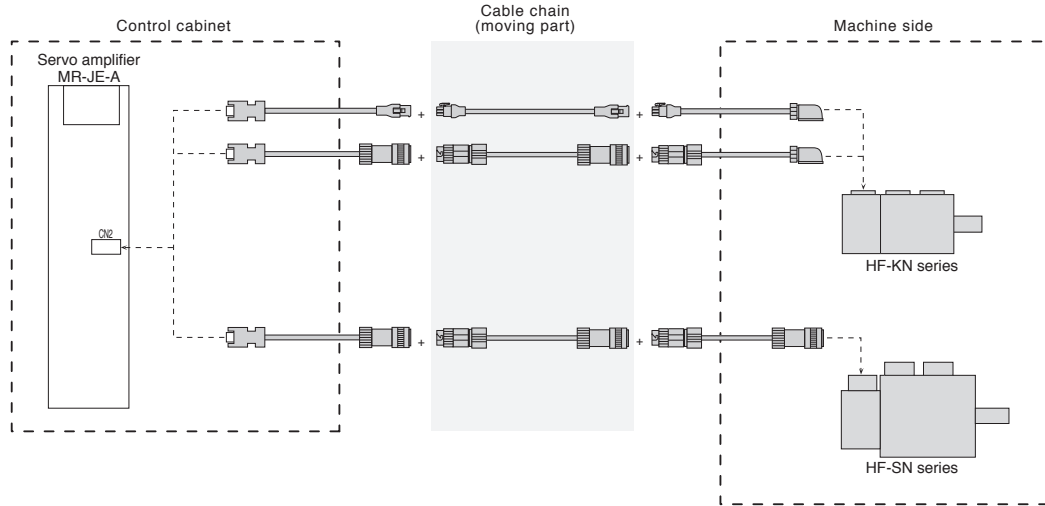 Control cabinet
Cable chain
(moving part)
Machine side
Servo amplifier
MR-JE-A
+
+
+
+
CN2
HF-KN series
+
+
HF-SN series